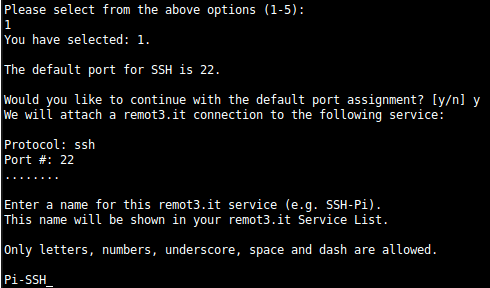 Please select from the above options (1-5):
1
You have selected: 1.
The default port for SSH is 22.
Would you like to continue with the default port assignment? [y/n] y
We will attach a remot3.it connection to the following service:
Protocol: ssh
Port #: 22
........
Enter a name for this remot3.it service (e.g. SSH-Pi).
This name will be shown in your remot3.it Service List.
Only letters, numbers, underscore, space and dash are allowed.
Pi-SSH_